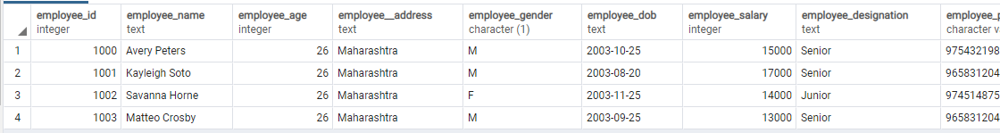 employee_id employee_name employee_age employee__address employee_gender employee_dob employee_salary employee_designation
integer text integer text character (1) text integer text character
1 1000 Avery Peters 26 Maharashtra M 2003-10-25 15000 Senior 975432198
2 1001 Kayleigh Soto 26 Maharashtra M 2003-08-20 17000 Senior 965831204
3 1002 Savanna Horne 26 Maharashtra F 2003-11-25 14000 Junior 974514875
4 1003 Matteo Crosby 26 Maharashtra M 2003-09-25 13000 Senior 965831204